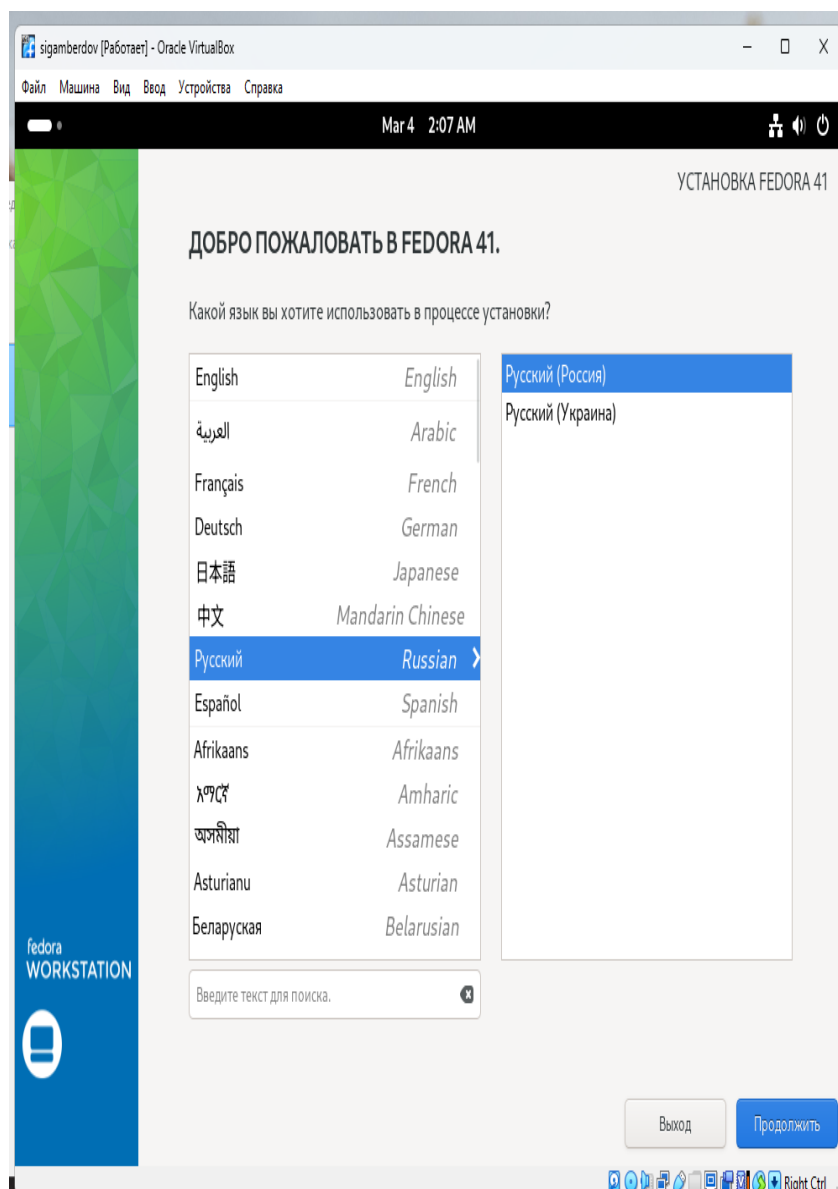 sigamberdov [Работает] - Oracle VirtualBox
Файл Машина Вид Ввод Устройства Справка
Mar 4 2:07 AM
УСТАНОВКА FEDORA 41
ДОБРО ПОЖАЛОВАТЬ В FEDORA 41.
Какой язык вы хотите использовать в процессе установки?
English English
العربية Arabic
Français French
Deutsch German
日本語 Japanese
中文 Mandarin Chinese
Русский Russian
Español Spanish
Afrikaans Afrikaans
አማርኛ Amharic
অসমীয়া Assamese
Asturianu Asturian
Беларуская Belarusian
Русский (Россия)
Русский (Украина)
Введите текст для поиска.
fedora
WORKSTATION
Выход Продолжить
Right Ctrl